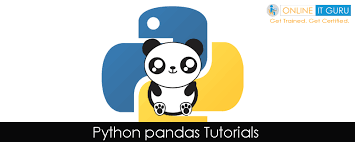 ONLINE IT GURU
Get Trained. Get Certified.
Python pandas Tutorials